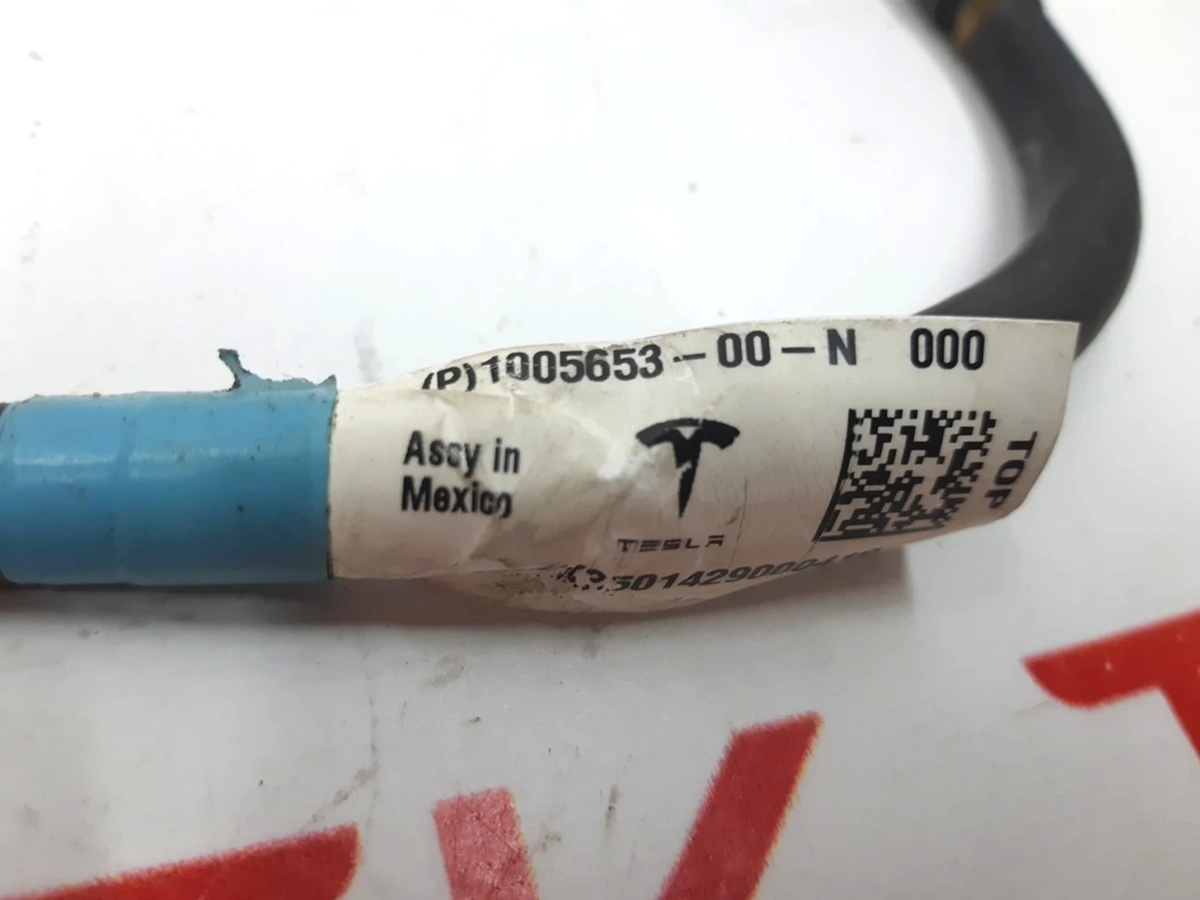 (P)1005653-00-N 000
Assy in
Mexico
TESLA
TOP